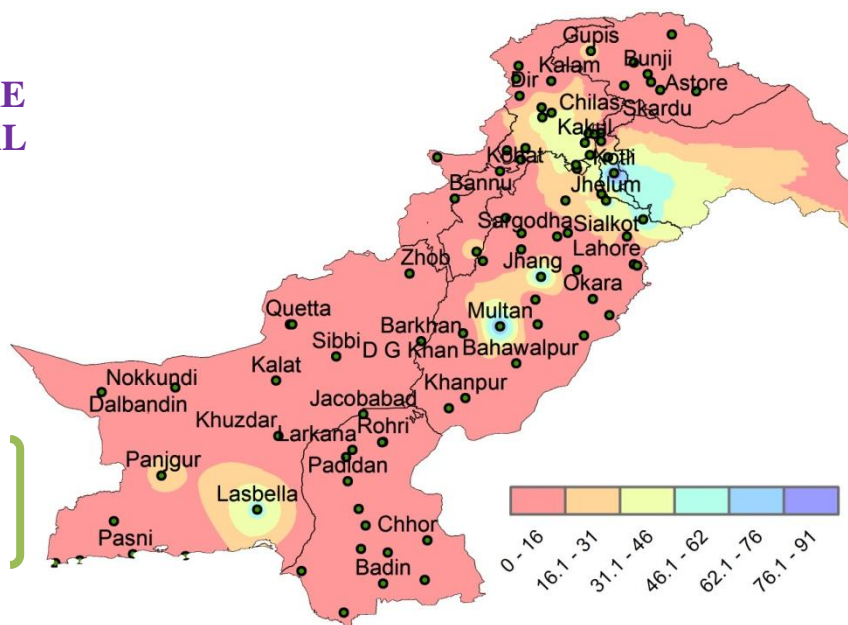 E
L
Gupis
Kalam
Bunji
Dir
Astore
Chilas
Skardu
Kakul
Kohat
Kotli
Bannu
Jhelum
Sargodha
Sialkot
Zhob
Jhang
Lahore
Okara
Quetta
Multan
Sibbi
Barkhan
D G Khan
Bahawalpur
Kalat
Nokkundi
Khanpur
Dalbandin
Jacobabad
Khuzdar
Larkana
Rohri
Panjgur
Padidan
Lasbella
Pasni
Chhor
Badin
0 - 16
16.1 - 31
31.1 - 46
46.1 - 62
62.1 - 76
76.1 - 91